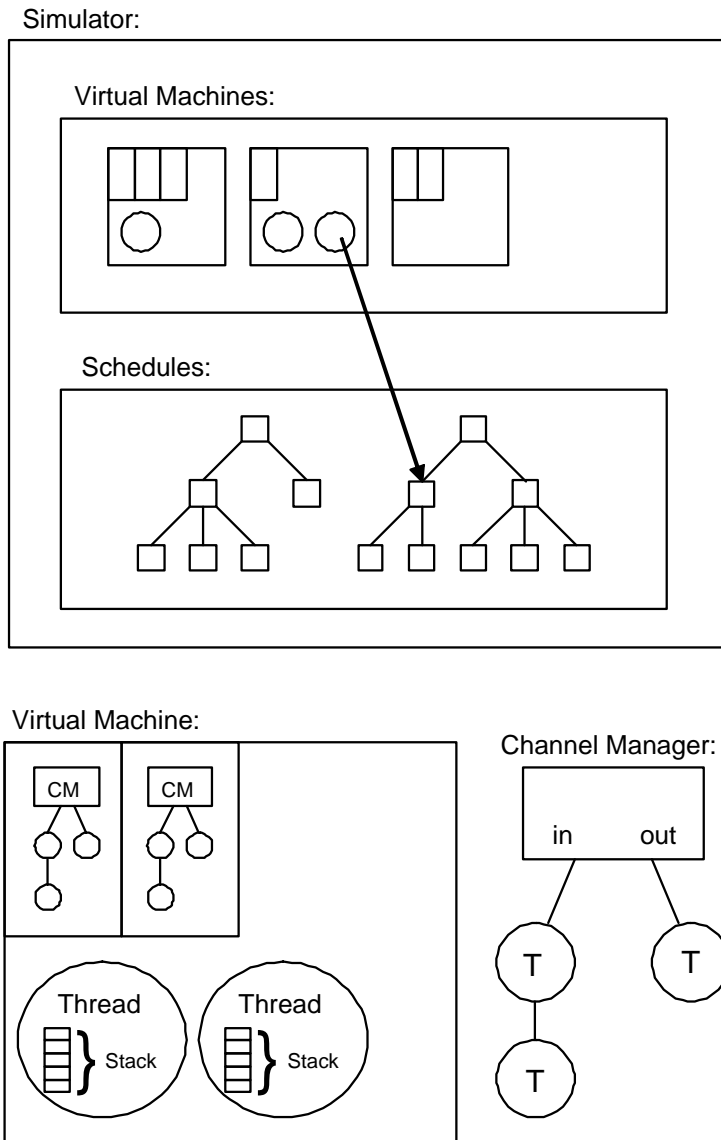 Simulator:
Virtual Machines:
Schedules:
Virtual Machine:
Channel Manager:
CM
CM
in out
T
T
T
Thread
Thread
Stack
Stack